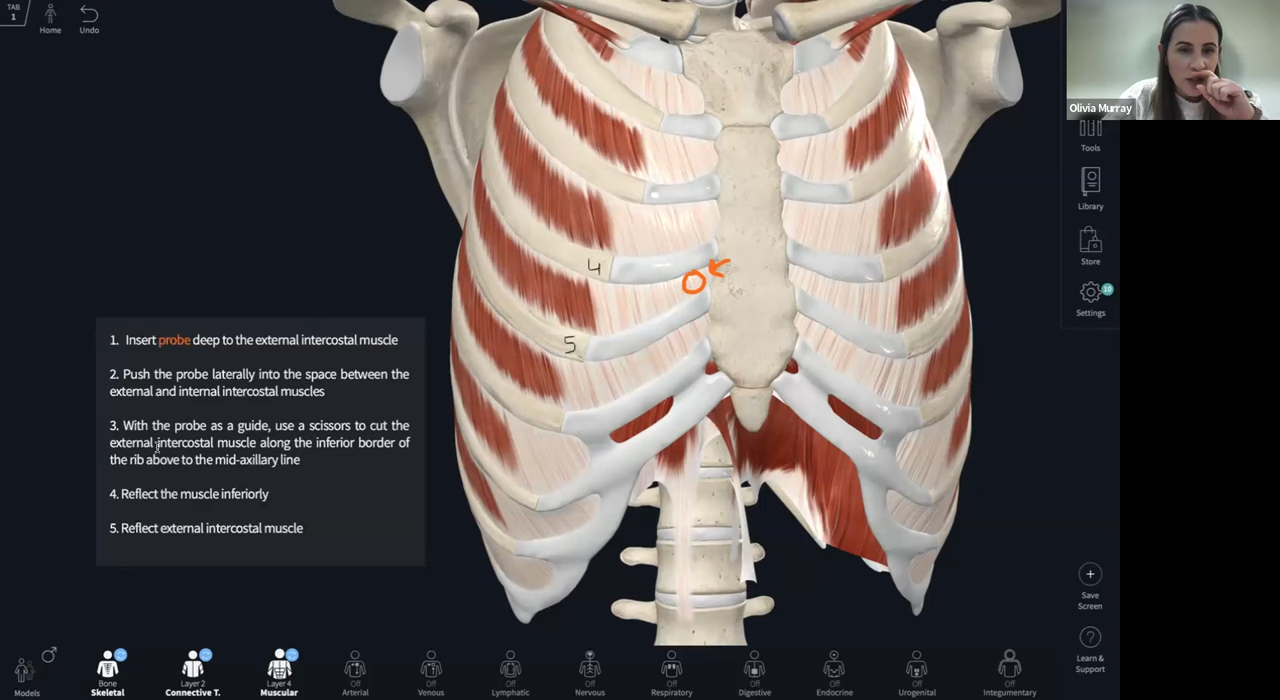 TAB
1
Home
Undo
Olivia Murray
Tools
Library
Store
10
Settings
4
5
1. Insert probe deep to the external intercostal muscle
2. Push the probe laterally into the space between the
external and internal intercostal muscles
3. With the probe as a guide, use a scissors to cut the
external intercostal muscle along the inferior border of
the rib above to the mid-axillary line
4. Reflect the muscle inferiorly
5. Reflect external intercostal muscle
Save
Screen
?
Learn &
Support
Models
Bone
Skeletal
Layer 2
Connective T.
Layer 4
Muscular
Off
Arterial
Off
Venous
Off
Lymphatic
Off
Nervous
Off
Respiratory
Off
Digestive
Off
Endocrine
Off
Urogenital
Off
Integumentary